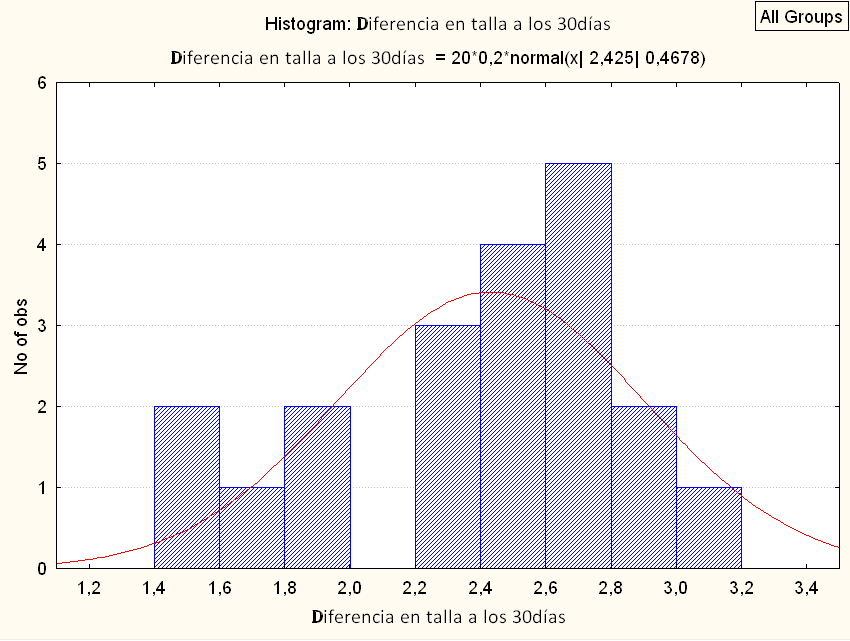 All Groups
Histogram: Diferencia en talla a los 30días
Diferencia en talla a los 30días = 20*0,2*normal(x| 2,425| 0,4678)
6
5
4
3
2
1
0
No of obs
1,2 1,4 1,6 1,8 2,0 2,2 2,4 2,6 2,8 3,0 3,2 3,4
Diferencia en talla a los 30días